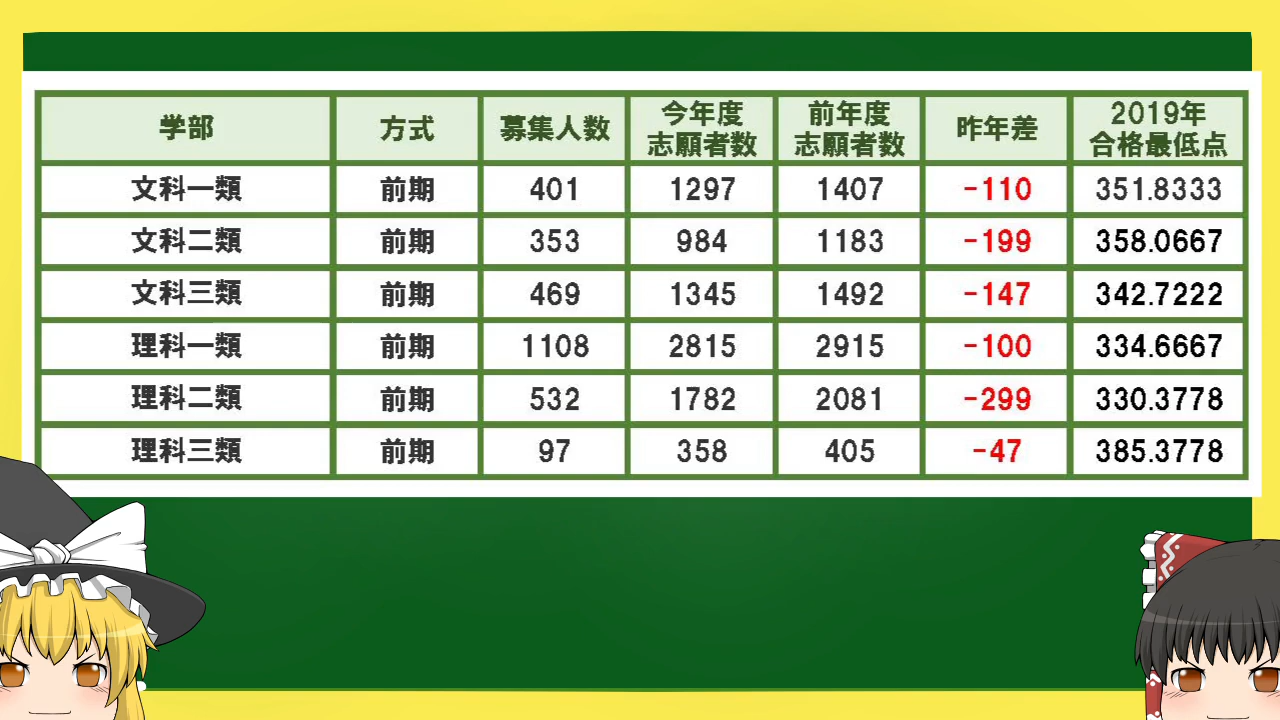 学部 方式 募集人数 今年度志願者数 前年度志願者数 昨年差 2019年合格最低点
文科一類 前期 401 1297 1407 -110 351.8333
文科二類 前期 353 984 1183 -199 358.0667
文科三類 前期 469 1345 1492 -147 342.7222
理科一類 前期 1108 2815 2915 -100 334.6667
理科二類 前期 532 1782 2081 -299 330.3778
理科三類 前期 97 358 405 -47 385.3778